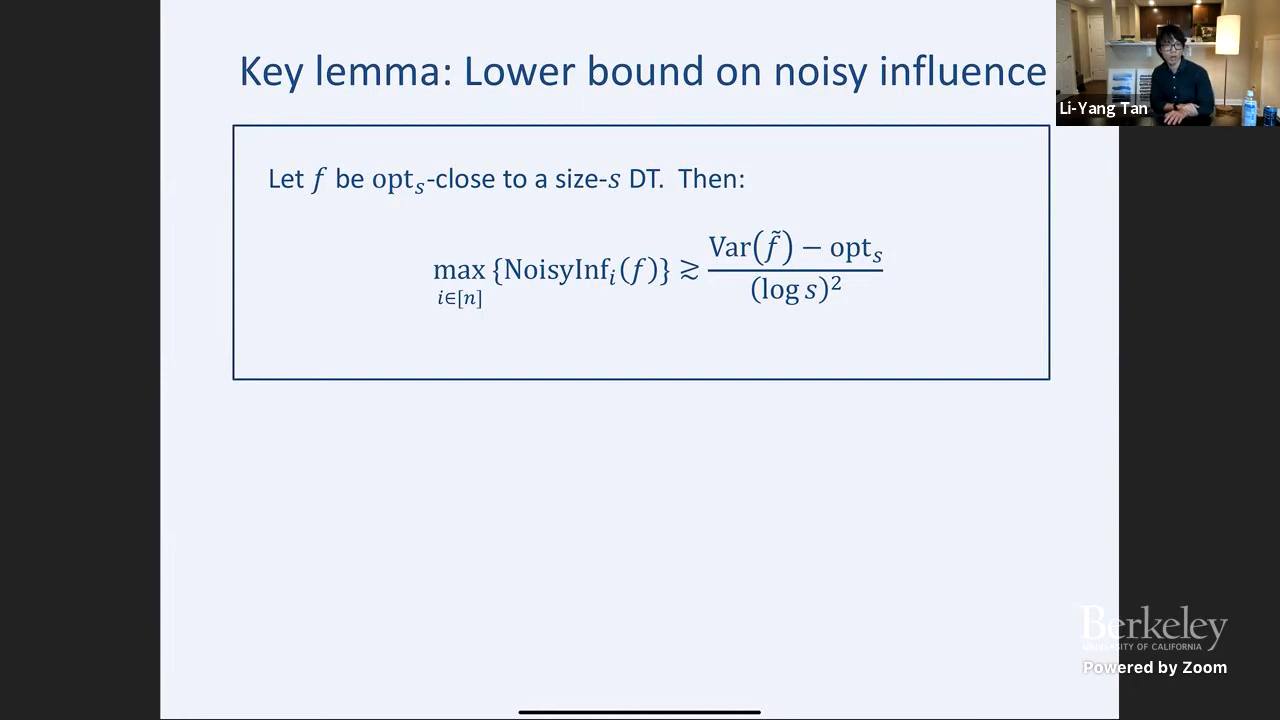 Key lemma: Lower bound on noisy influence
Li-Yang Tan
Let f be opt_s-close to a size-s DT. Then:
max_{i∈[n]} {NoisyInf_i(f)} ≳ (Var(f̃) − opt_s) / (log s)²
Berkeley
UNIVERSITY OF CALIFORNIA
Powered by Zoom